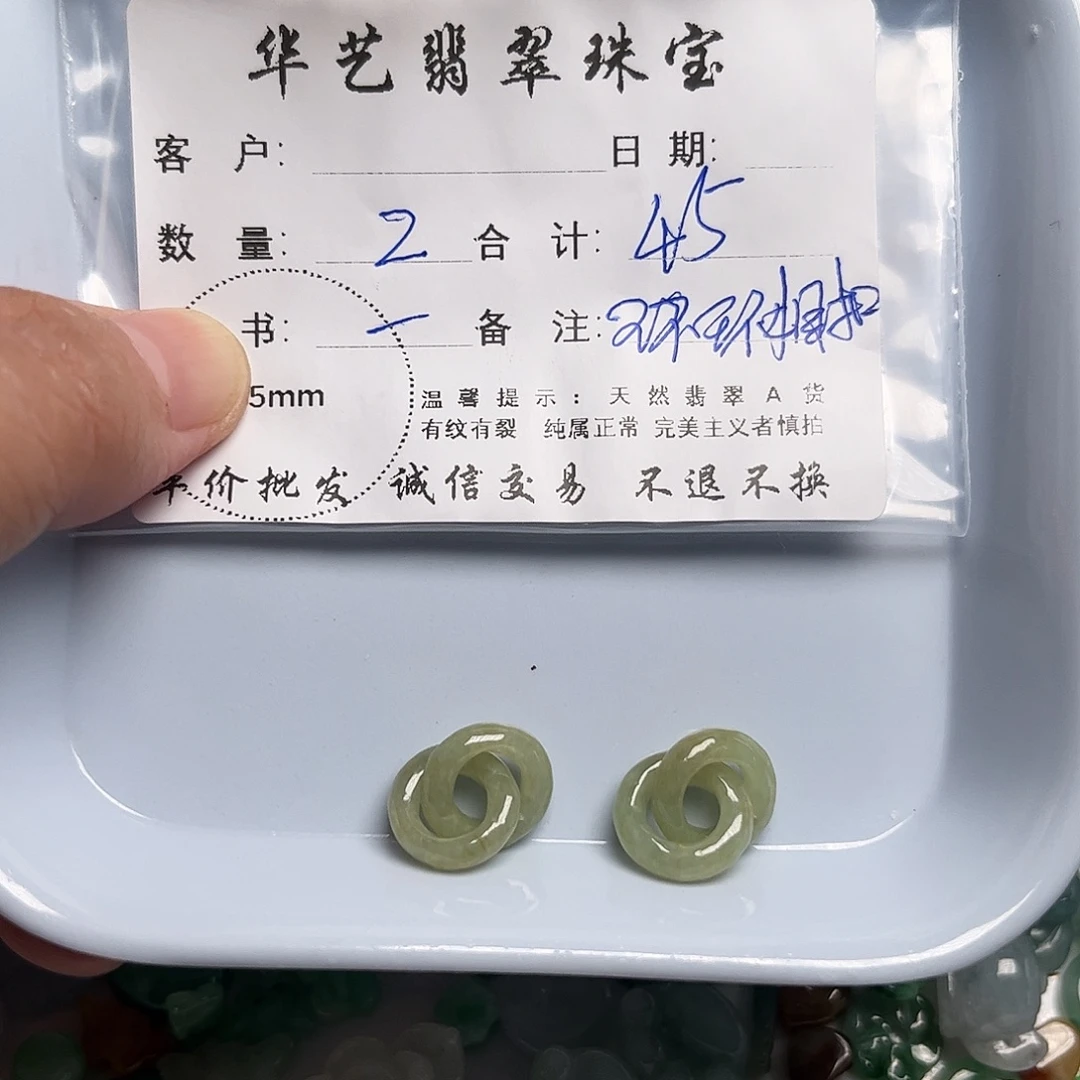 华艺翡翠珠宝
客 户: 日 期:
数 量: 2 合 计: 45
书: 一 备 注:
5mm 温馨提示: 天然翡翠A货
有纹有裂 纯属正常 完美主义者慎拍
价批发 诚信交易 不退不换